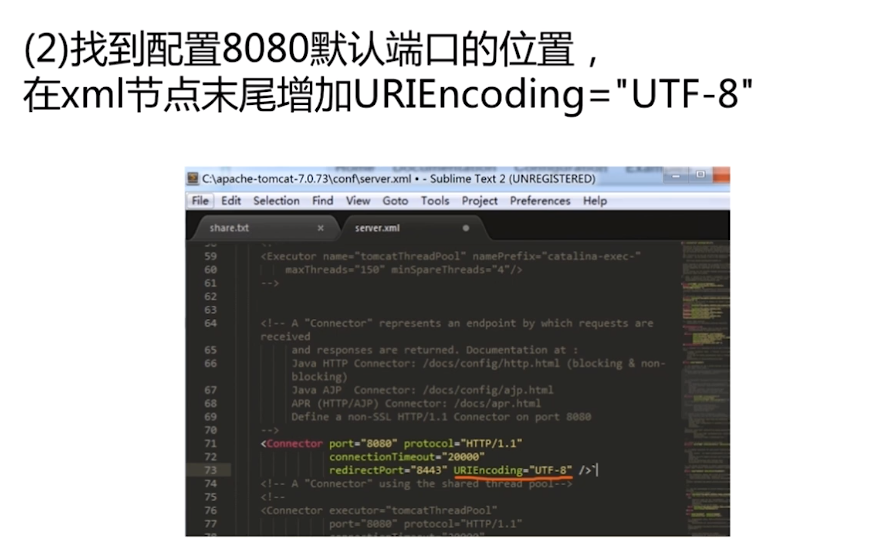 (2)找到配置8080默认端口的位置，
在xml节点末尾增加URIEncoding="UTF-8"
C:\apache-tomcat-7.0.73\conf\server.xml • - Sublime Text 2 (UNREGISTERED)
File Edit Selection Find View Goto Tools Project Preferences Help
share.txt × server.xml
59 <Executor name="tomcatThreadPool" namePrefix="catalina-exec-"
60 maxThreads="150" minSpareThreads="4"/>
61 -->
62
63
64 <!-- A "Connector" represents an endpoint by which requests are
received
65 and responses are returned. Documentation at :
66 Java HTTP Connector: /docs/config/http.html (blocking & non-
blocking)
67 Java AJP  Connector: /docs/config/ajp.html
68 APR (HTTP/AJP) Connector: /docs/apr.html
69 Define a non-SSL HTTP/1.1 Connector on port 8080
70 -->
71 <Connector port="8080" protocol="HTTP/1.1"
72 connectionTimeout="20000"
73 redirectPort="8443" URIEncoding="UTF-8" />`
74 <!-- A "Connector" using the shared thread pool-->
75 <!--
76 <Connector executor="tomcatThreadPool"
77 port="8080" protocol="HTTP/1.1"